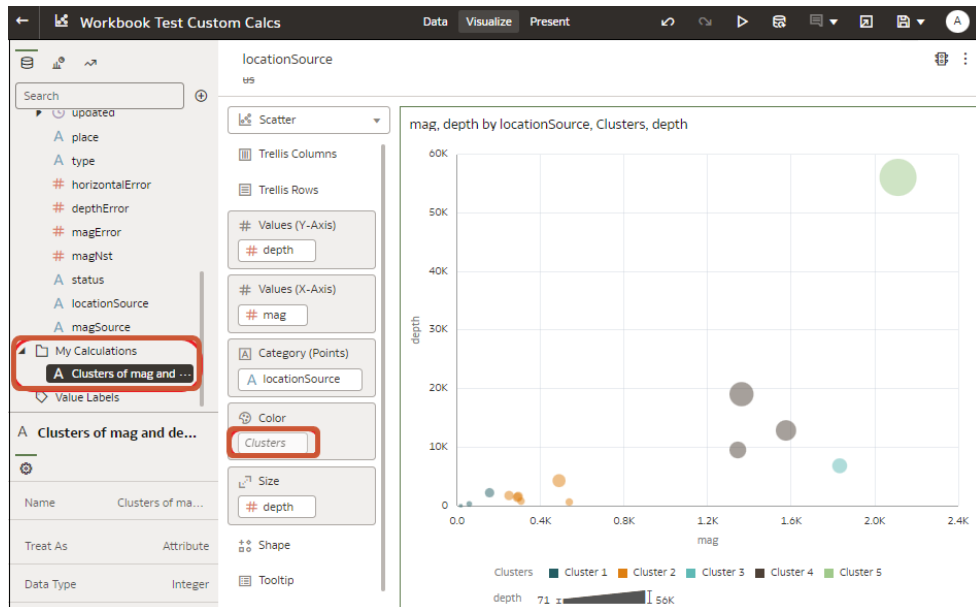 Workbook Test Custom Calcs
Data Visualize Present
A
locationSource
us
Search
updated
A place
A type
# horizontalError
# depthError
# magError
# magNst
A status
A locationSource
A magSource
My Calculations
A Clusters of mag and ...
Value Labels
A Clusters of mag and de...
Name Clusters of ma...
Treat As Attribute
Data Type Integer
Scatter
Trellis Columns
Trellis Rows
# Values (Y-Axis)
# depth
# Values (X-Axis)
# mag
A Category (Points)
A locationSource
Color
Clusters
Size
# depth
Shape
Tooltip
mag, depth by locationSource, Clusters, depth
60K
50K
40K
30K
20K
10K
0
depth
0.0 0.4K 0.8K 1.2K 1.6K 2.0K 2.4K
mag
Clusters Cluster 1 Cluster 2 Cluster 3 Cluster 4 Cluster 5
depth 71 56K